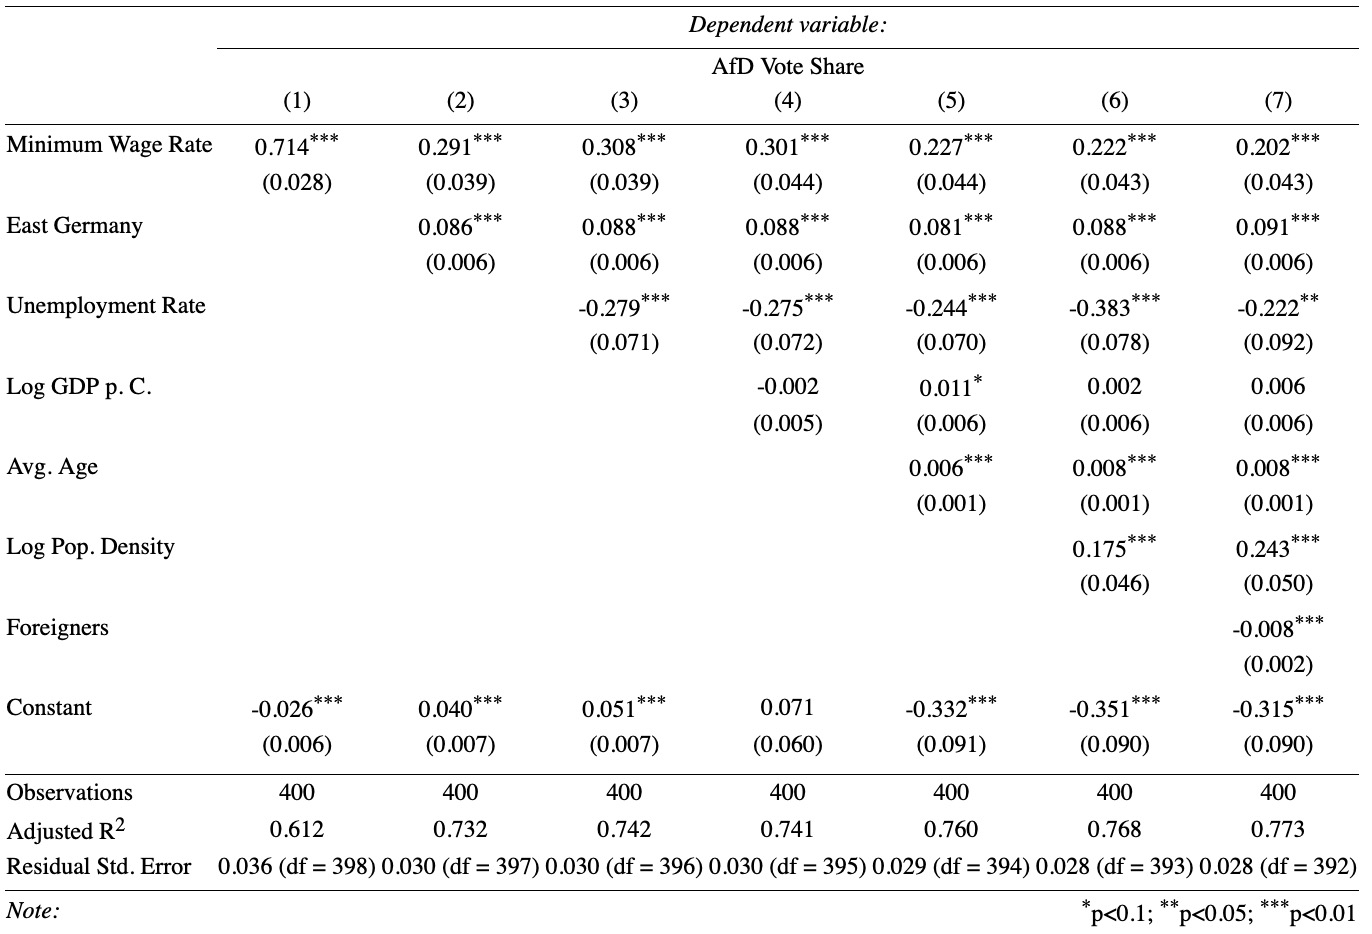 Dependent variable:
AfD Vote Share
(1) (2) (3) (4) (5) (6) (7)
Minimum Wage Rate 0.714*** 0.291*** 0.308*** 0.301*** 0.227*** 0.222*** 0.202***
(0.028) (0.039) (0.039) (0.044) (0.044) (0.043) (0.043)
East Germany 0.086*** 0.088*** 0.088*** 0.081*** 0.088*** 0.091***
(0.006) (0.006) (0.006) (0.006) (0.006) (0.006)
Unemployment Rate -0.279*** -0.275*** -0.244*** -0.383*** -0.222**
(0.071) (0.072) (0.070) (0.078) (0.092)
Log GDP p. C. -0.002 0.011* 0.002 0.006
(0.005) (0.006) (0.006) (0.006)
Avg. Age 0.006*** 0.008*** 0.008***
(0.001) (0.001) (0.001)
Log Pop. Density 0.175*** 0.243***
(0.046) (0.050)
Foreigners -0.008***
(0.002)
Constant -0.026*** 0.040*** 0.051*** 0.071 -0.332*** -0.351*** -0.315***
(0.006) (0.007) (0.007) (0.060) (0.091) (0.090) (0.090)
Observations 400 400 400 400 400 400 400
Adjusted R2 0.612 0.732 0.742 0.741 0.760 0.768 0.773
Residual Std. Error 0.036 (df = 398) 0.030 (df = 397) 0.030 (df = 396) 0.030 (df = 395) 0.029 (df = 394) 0.028 (df = 393) 0.028 (df = 392)
Note: *p<0.1; **p<0.05; ***p<0.01